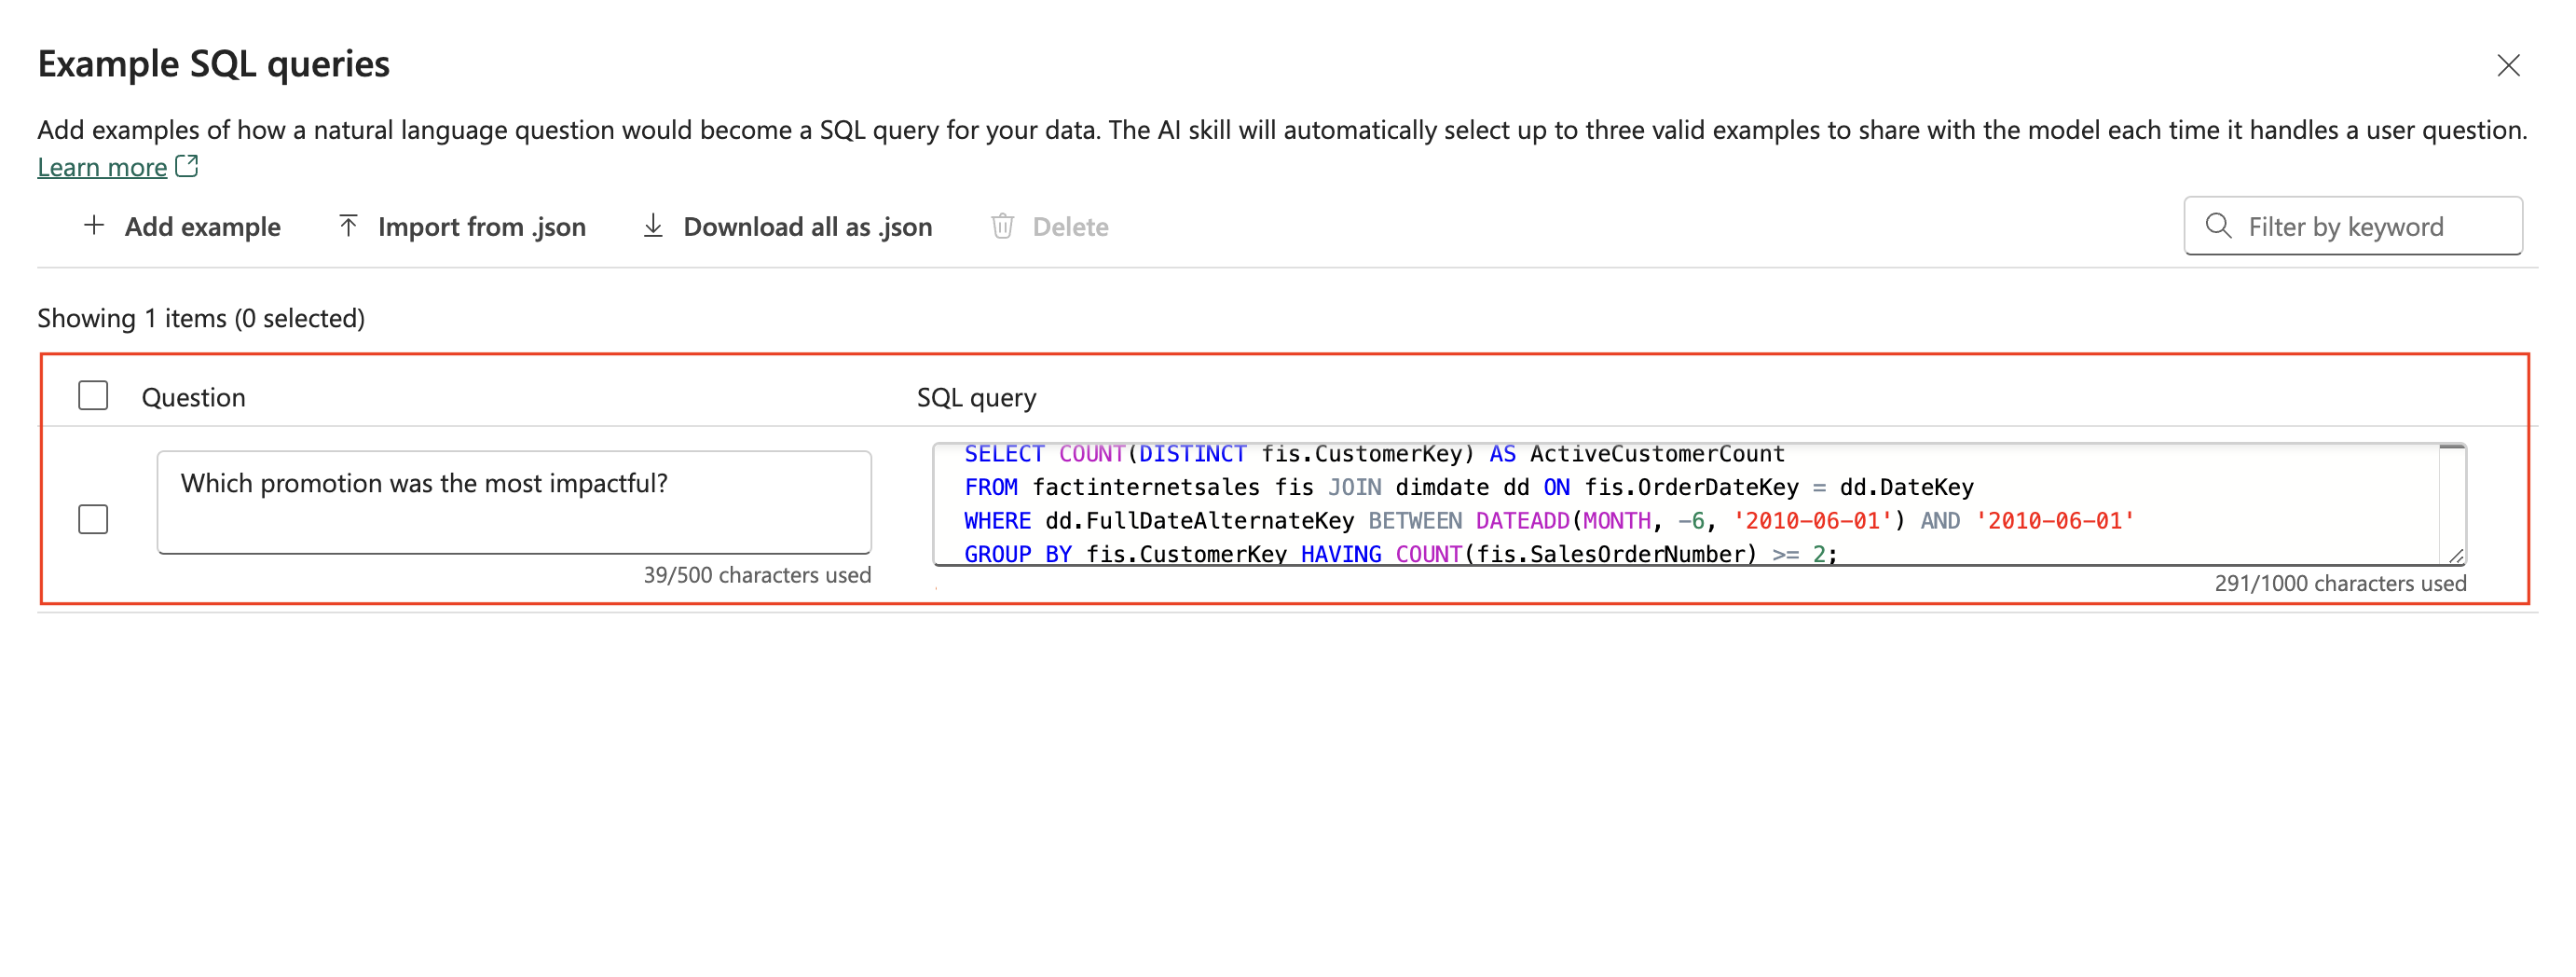 Example SQL queries
Add examples of how a natural language question would become a SQL query for your data. The AI skill will automatically select up to three valid examples to share with the model each time it handles a user question.
Learn more
Add example Import from .json Download all as .json Delete Filter by keyword
Showing 1 items (0 selected)
Question SQL query
Which promotion was the most impactful?
39/500 characters used
SELECT COUNT(DISTINCT fis.CustomerKey) AS ActiveCustomerCount
FROM factinternetsales fis JOIN dimdate dd ON fis.OrderDateKey = dd.DateKey
WHERE dd.FullDateAlternateKey BETWEEN DATEADD(MONTH, -6, '2010-06-01') AND '2010-06-01'
GROUP BY fis.CustomerKey HAVING COUNT(fis.SalesOrderNumber) >= 2;
291/1000 characters used